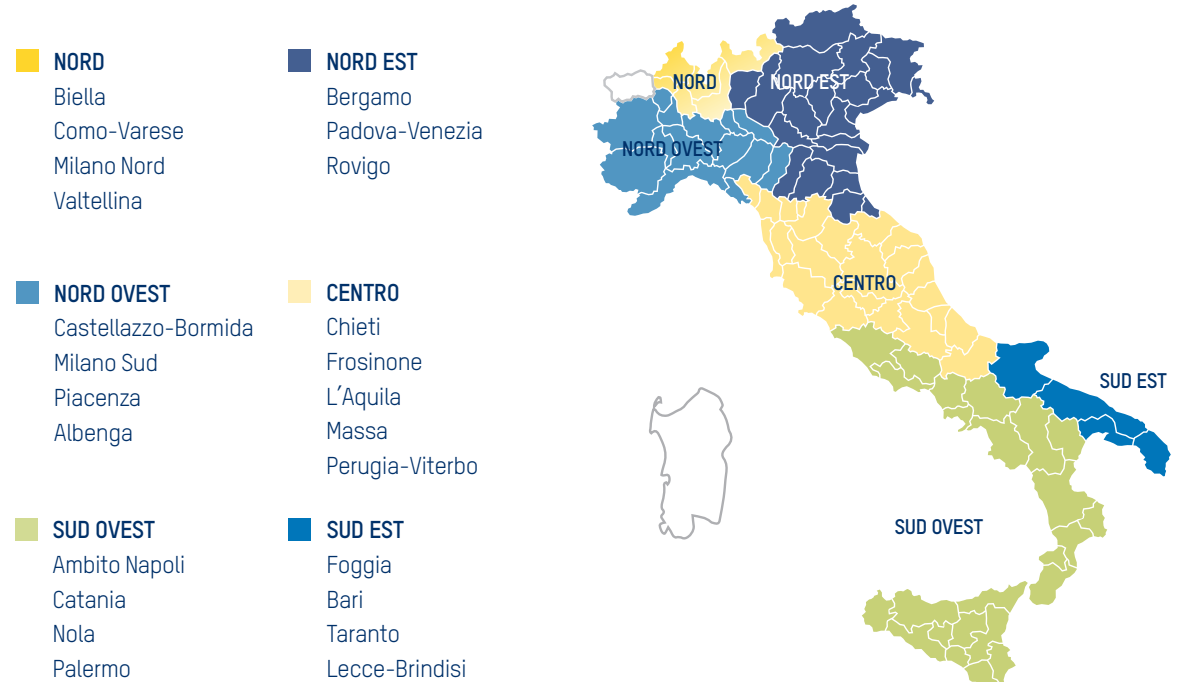 NORD
Biella
Como-Varese
Milano Nord
Valtellina
NORD EST
Bergamo
Padova-Venezia
Rovigo
NORD OVEST
Castellazzo-Bormida
Milano Sud
Piacenza
Albenga
CENTRO
Chieti
Frosinone
L'Aquila
Massa
Perugia-Viterbo
SUD OVEST
Ambito Napoli
Catania
Nola
Palermo
SUD EST
Foggia
Bari
Taranto
Lecce-Brindisi
NORD
NORD EST
NORD OVEST
CENTRO
SUD EST
SUD OVEST